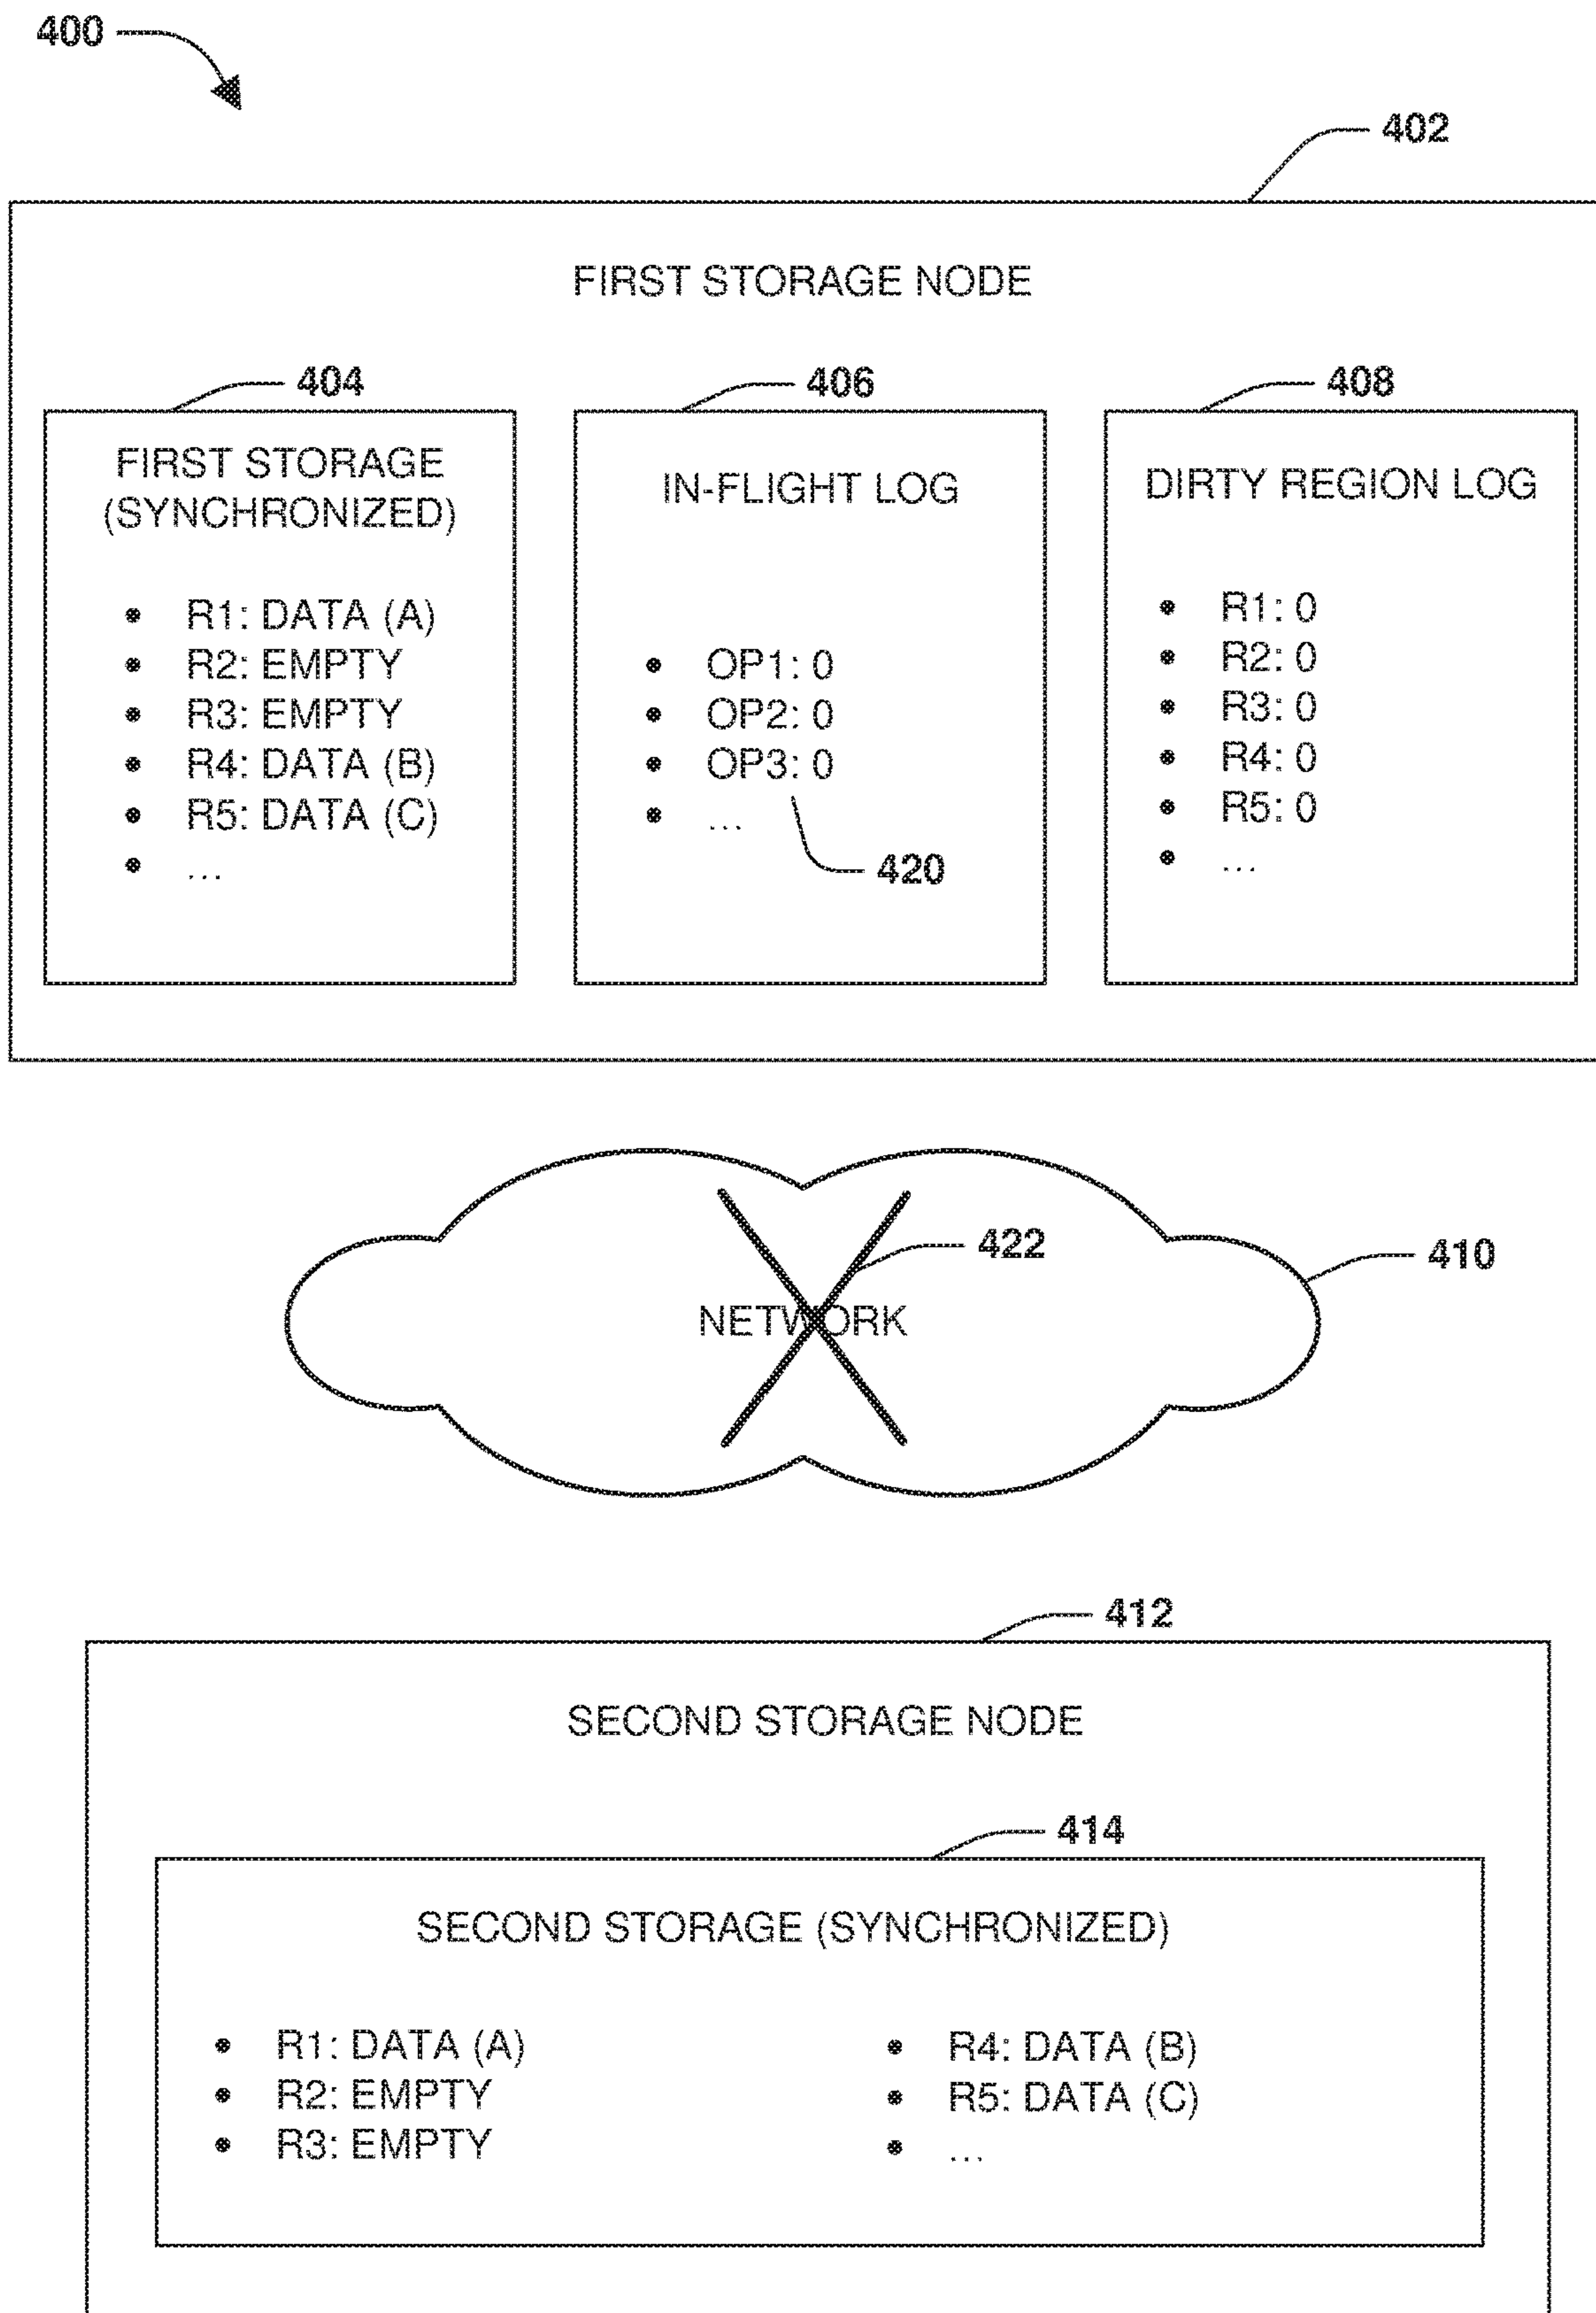 400
402
FIRST STORAGE NODE
404
FIRST STORAGE
(SYNCHRONIZED)
• R1: DATA (A)
• R2: EMPTY
• R3: EMPTY
• R4: DATA (B)
• R5: DATA (C)
• ...
406
IN-FLIGHT LOG
• OP1: 0
• OP2: 0
• OP3: 0
• ...
420
408
DIRTY REGION LOG
• R1: 0
• R2: 0
• R3: 0
• R4: 0
• R5: 0
• ...
422
410
NETWORK
412
SECOND STORAGE NODE
414
SECOND STORAGE (SYNCHRONIZED)
• R1: DATA (A)
• R2: EMPTY
• R3: EMPTY
• R4: DATA (B)
• R5: DATA (C)
• ...